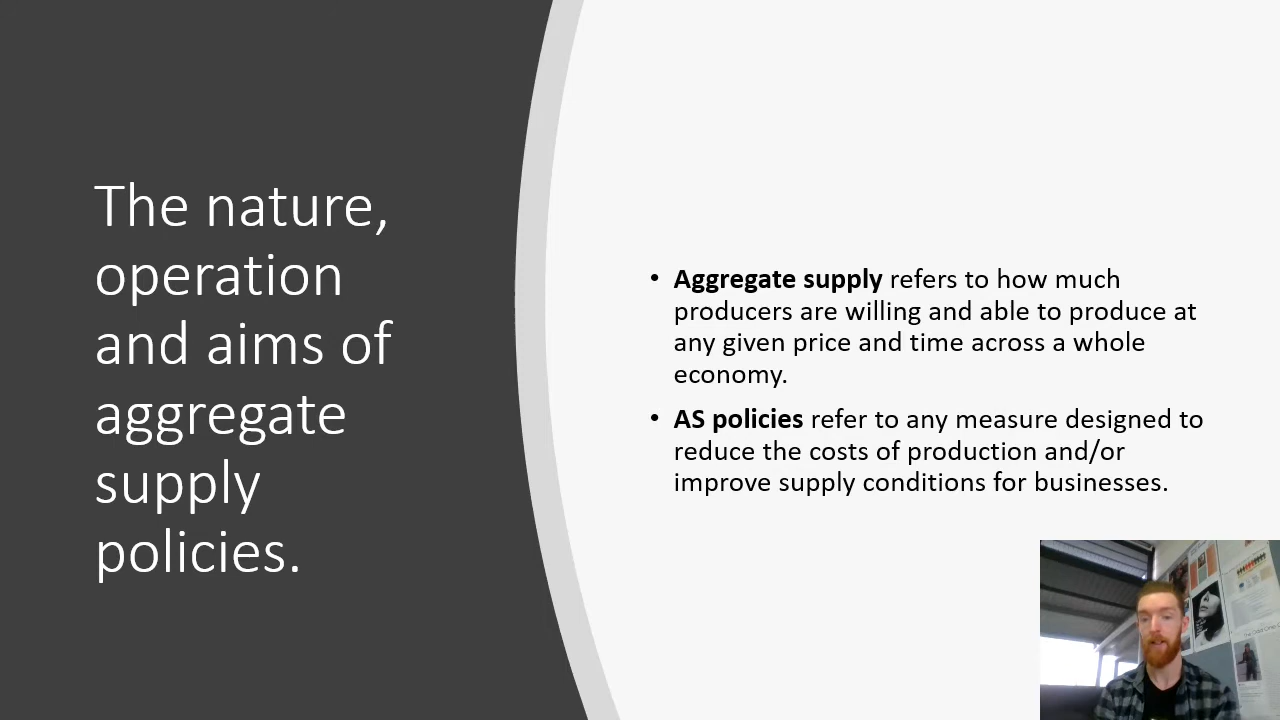 The nature,
operation
and aims of
aggregate
supply
policies.
• Aggregate supply refers to how much
producers are willing and able to produce at
any given price and time across a whole
economy.
• AS policies refer to any measure designed to
reduce the costs of production and/or
improve supply conditions for businesses.